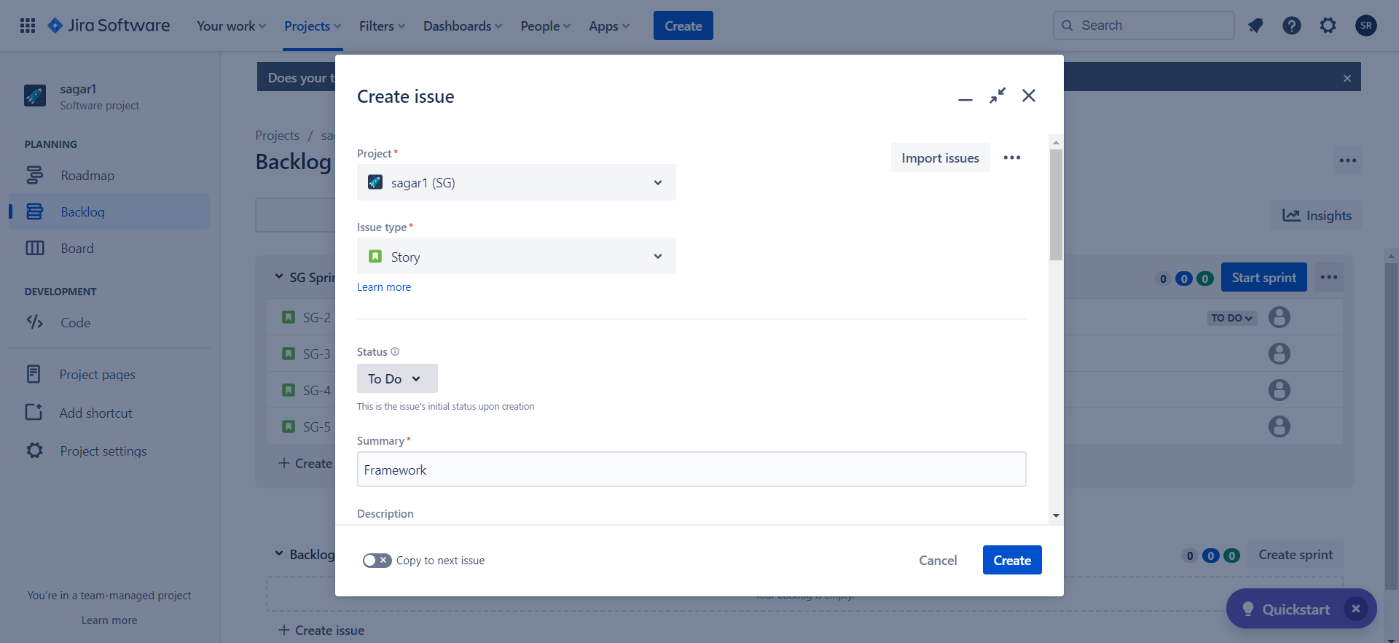 Jira Software
Your work
Projects
Filters
Dashboards
People
Apps
Create
Search
SR
sagar1
Software project
PLANNING
Roadmap
Backlog
Board
DEVELOPMENT
Code
Project pages
Add shortcut
Project settings
You're in a team-managed project
Learn more
Does your t
Projects / sa
Backlog
Insights
SG Sprin
0 0 0
Start sprint
SG-2
TO DO
SG-3
SG-4
SG-5
+ Create
Backlog
0 0 0
Create sprint
Your backlog is empty.
+ Create issue
Quickstart
Create issue
Project*
Import issues
sagar1 (SG)
Issue type*
Story
Learn more
Status
To Do
This is the issue's initial status upon creation
Summary*
Framework
Description
Copy to next issue
Cancel
Create